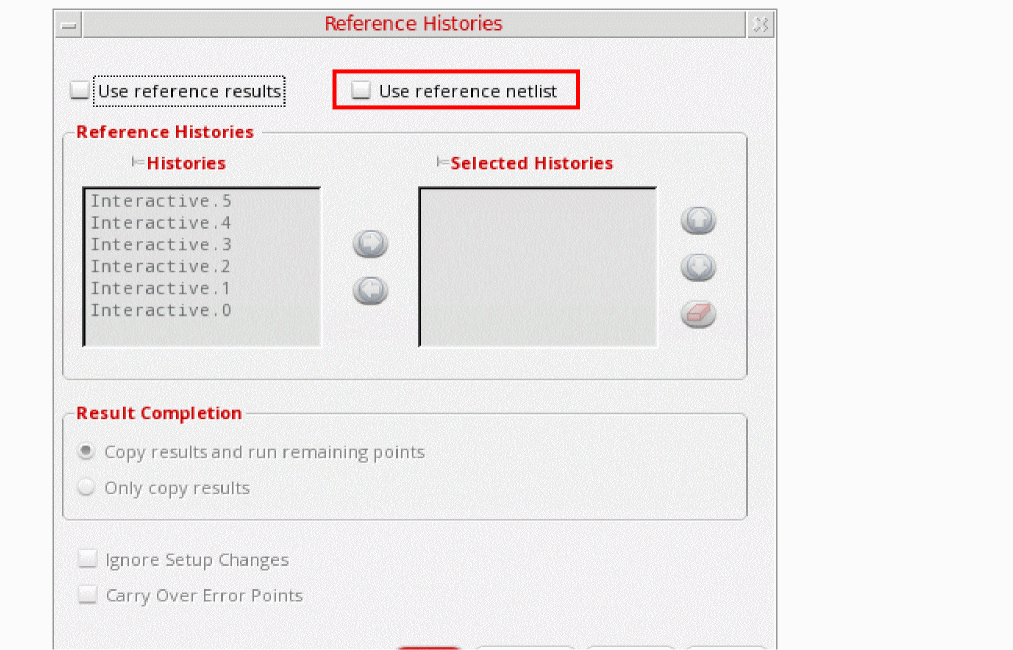 Reference Histories
Use reference results Use reference netlist
Reference Histories
Histories Selected Histories
Interactive.5
Interactive.4
Interactive.3
Interactive.2
Interactive.1
Interactive.0
Result Completion
Copy results and run remaining points
Only copy results
Ignore Setup Changes
Carry Over Error Points